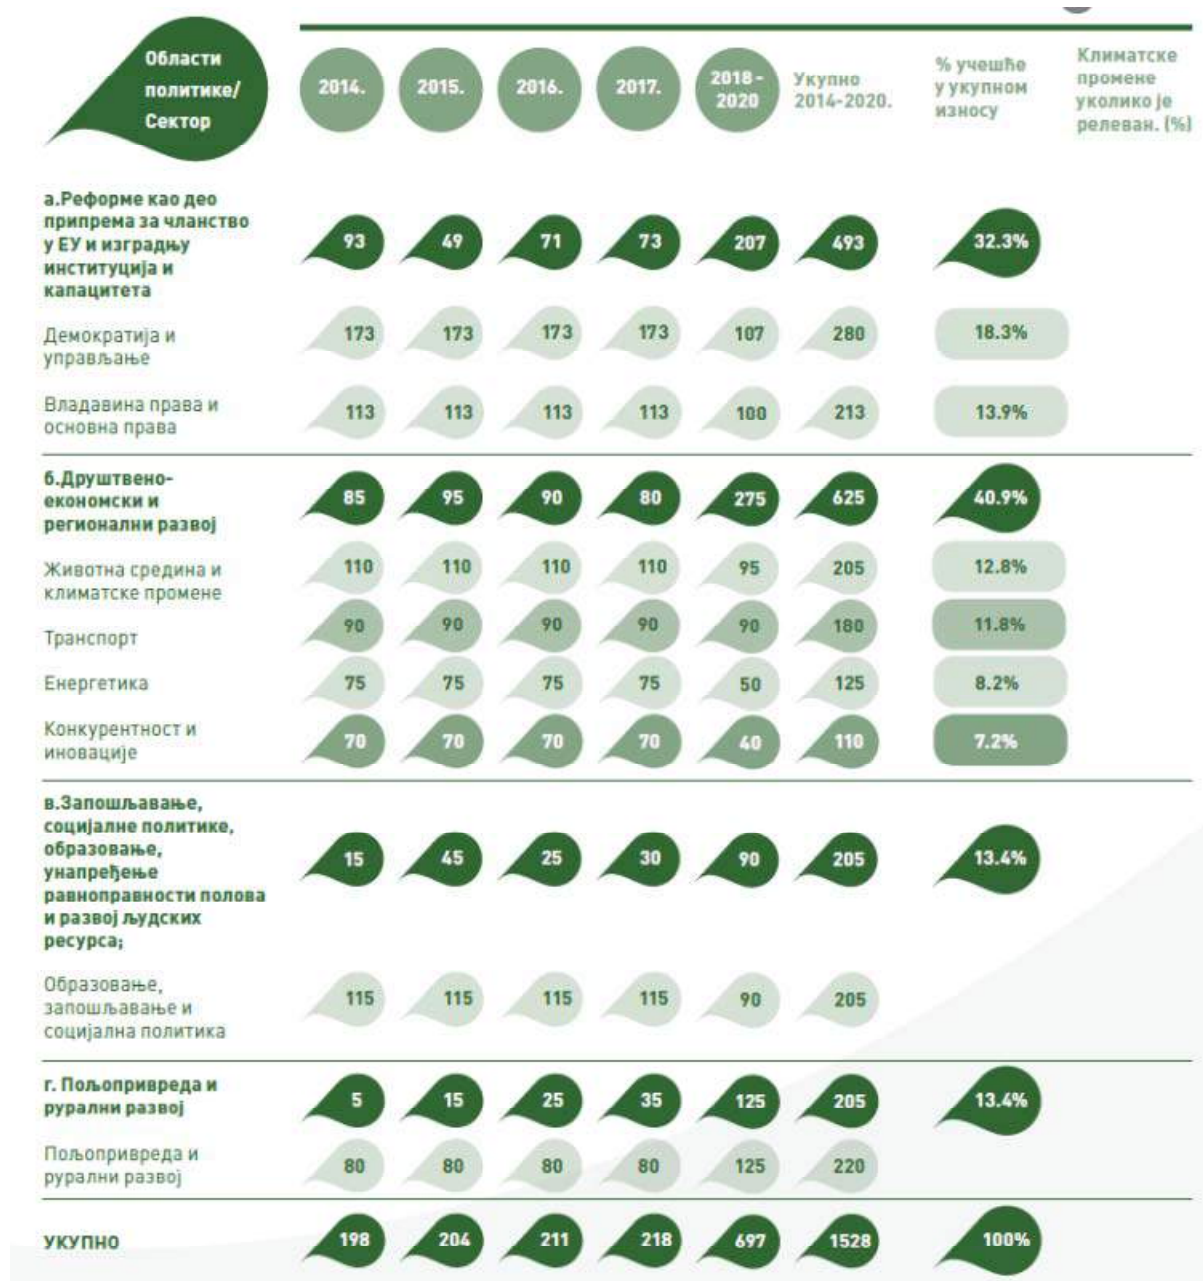 Области
политике/
Сектор
2014.
2015.
2016.
2017.
2018 -
2020
Укупно
2014-2020.
% учешће
у укупном
износу
Климатске
промене
уколико је
релеван. (%)
а.Реформе као део
припрема за чланство
у ЕУ и изградњу
институција и
капацитета
93 49 71 73 207 493 32.3%
Демократија и
управљање
173 173 173 173 107 280 18.3%
Владавина права и
основна права
113 113 113 113 100 213 13.9%
б.Друштвено-
економски и
регионални развој
85 95 90 80 275 625 40.9%
Животна средина и
климатске промене
110 110 110 110 95 205 12.8%
Транспорт
90 90 90 90 90 180 11.8%
Енергетика
75 75 75 75 50 125 8.2%
Конкурентност и
иновације
70 70 70 70 40 110 7.2%
в.Запошљавање,
социјалне политике,
образовање,
унапређење
равноправности полова
и развој људских
ресурса;
15 45 25 30 90 205 13.4%
Образовање,
запошљавање и
социјална политика
115 115 115 115 90 205
г. Пољопривреда и
рурални развој
5 15 25 35 125 205 13.4%
Пољопривреда и
рурални развој
80 80 80 80 125 220
УКУПНО
198 204 211 218 697 1528 100%